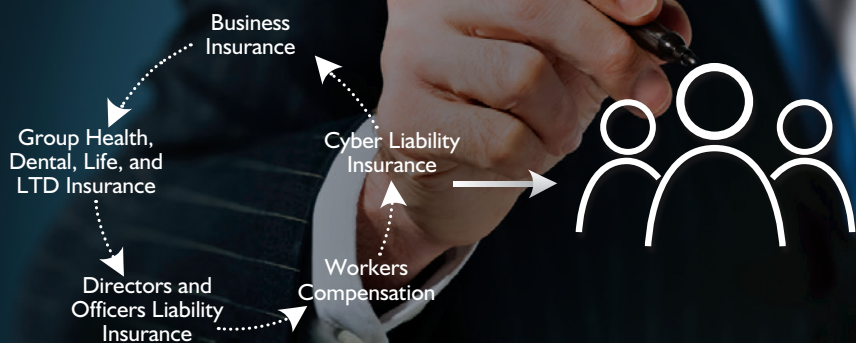 Business
Insurance
Group Health,
Dental, Life, and
LTD Insurance
Cyber Liability
Insurance
Workers
Compensation
Directors and
Officers Liability
Insurance